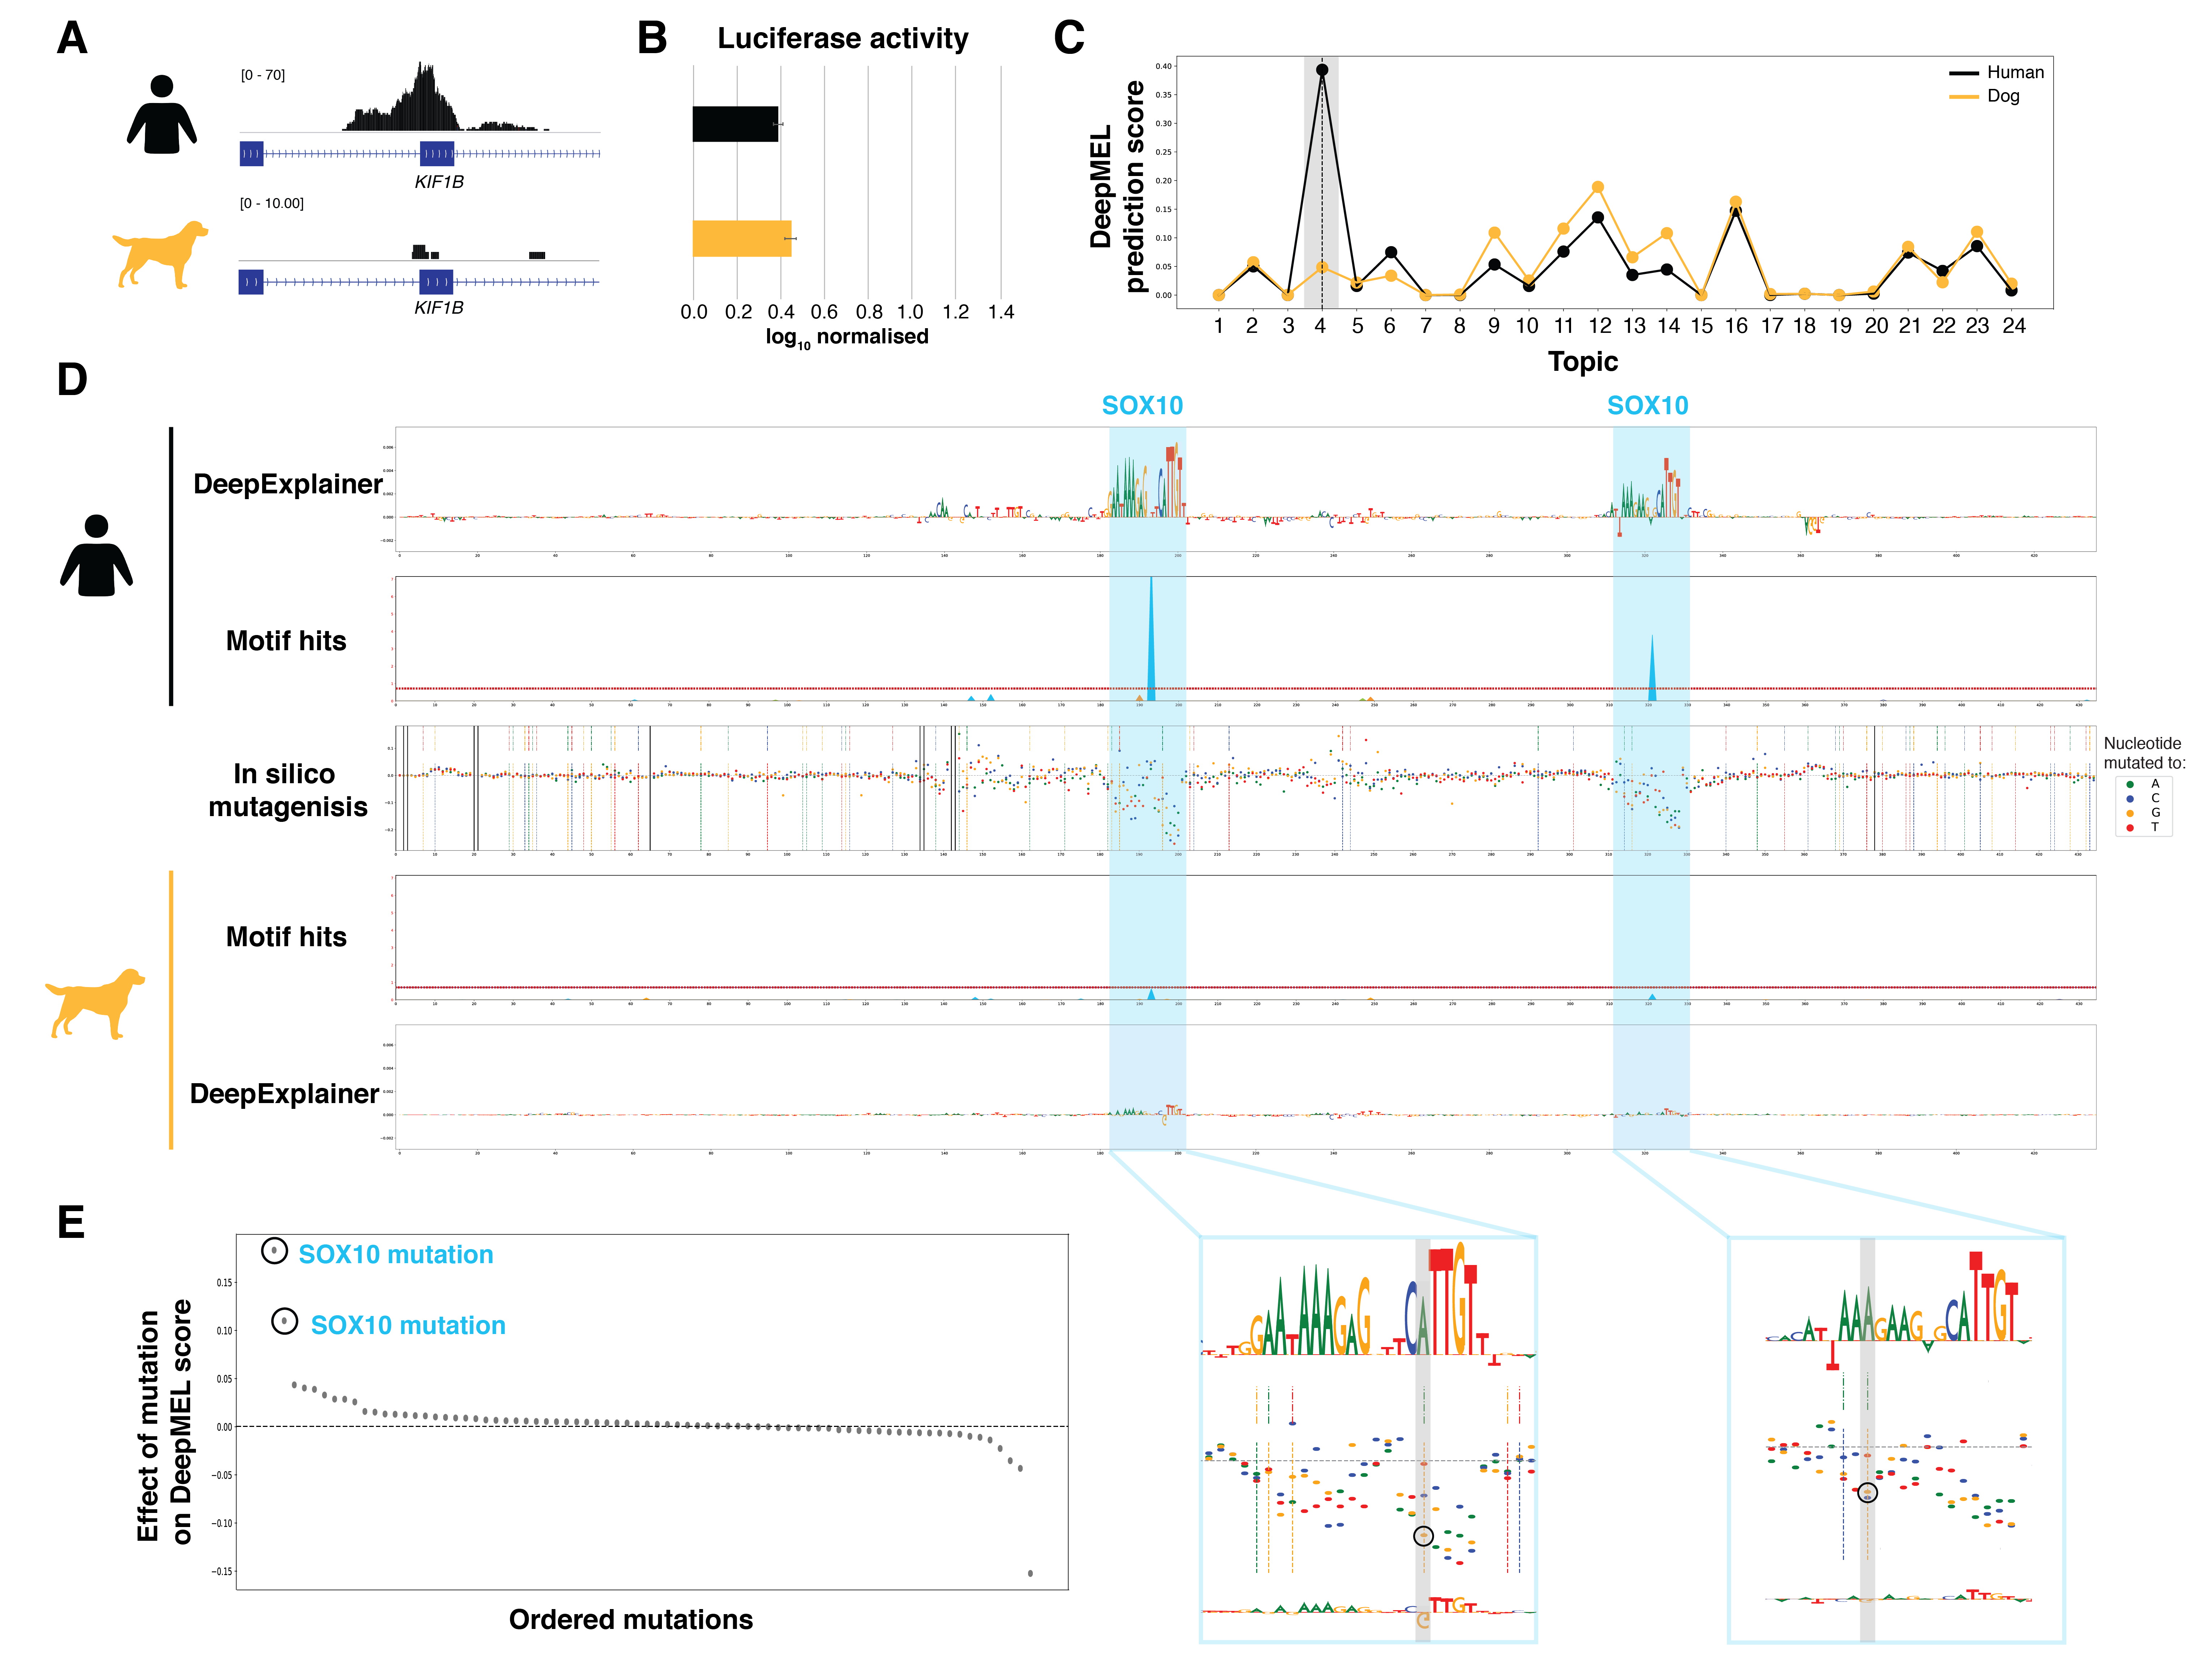 A
[0 - 70]
KIF1B
[0 - 10.00]
KIF1B
B
Luciferase activity
0.0 0.2 0.4 0.6 0.8 1.0 1.2 1.4
log10 normalised
C
DeepMEL
prediction score
0.40
0.35
0.30
0.25
0.20
0.15
0.10
0.05
0.00
Human
Dog
1 2 3 4 5 6 7 8 9 10 11 12 13 14 15 16 17 18 19 20 21 22 23 24
Topic
D
SOX10 SOX10
DeepExplainer
Motif hits
In silico
mutagenisis
Nucleotide
mutated to:
A
C
G
T
Motif hits
DeepExplainer
E
Effect of mutation
on DeepMEL score
SOX10 mutation
SOX10 mutation
0.15
0.10
0.05
0.00
−0.05
−0.10
−0.15
Ordered mutations